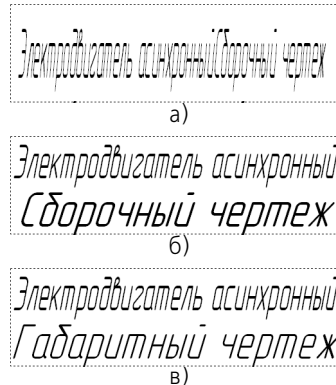 Электродвигатель асинхронныйСборочный чертеж
а)
Электродвигатель асинхронный
Сборочный чертеж
б)
Электродвигатель асинхронный
Габаритный чертеж
в)